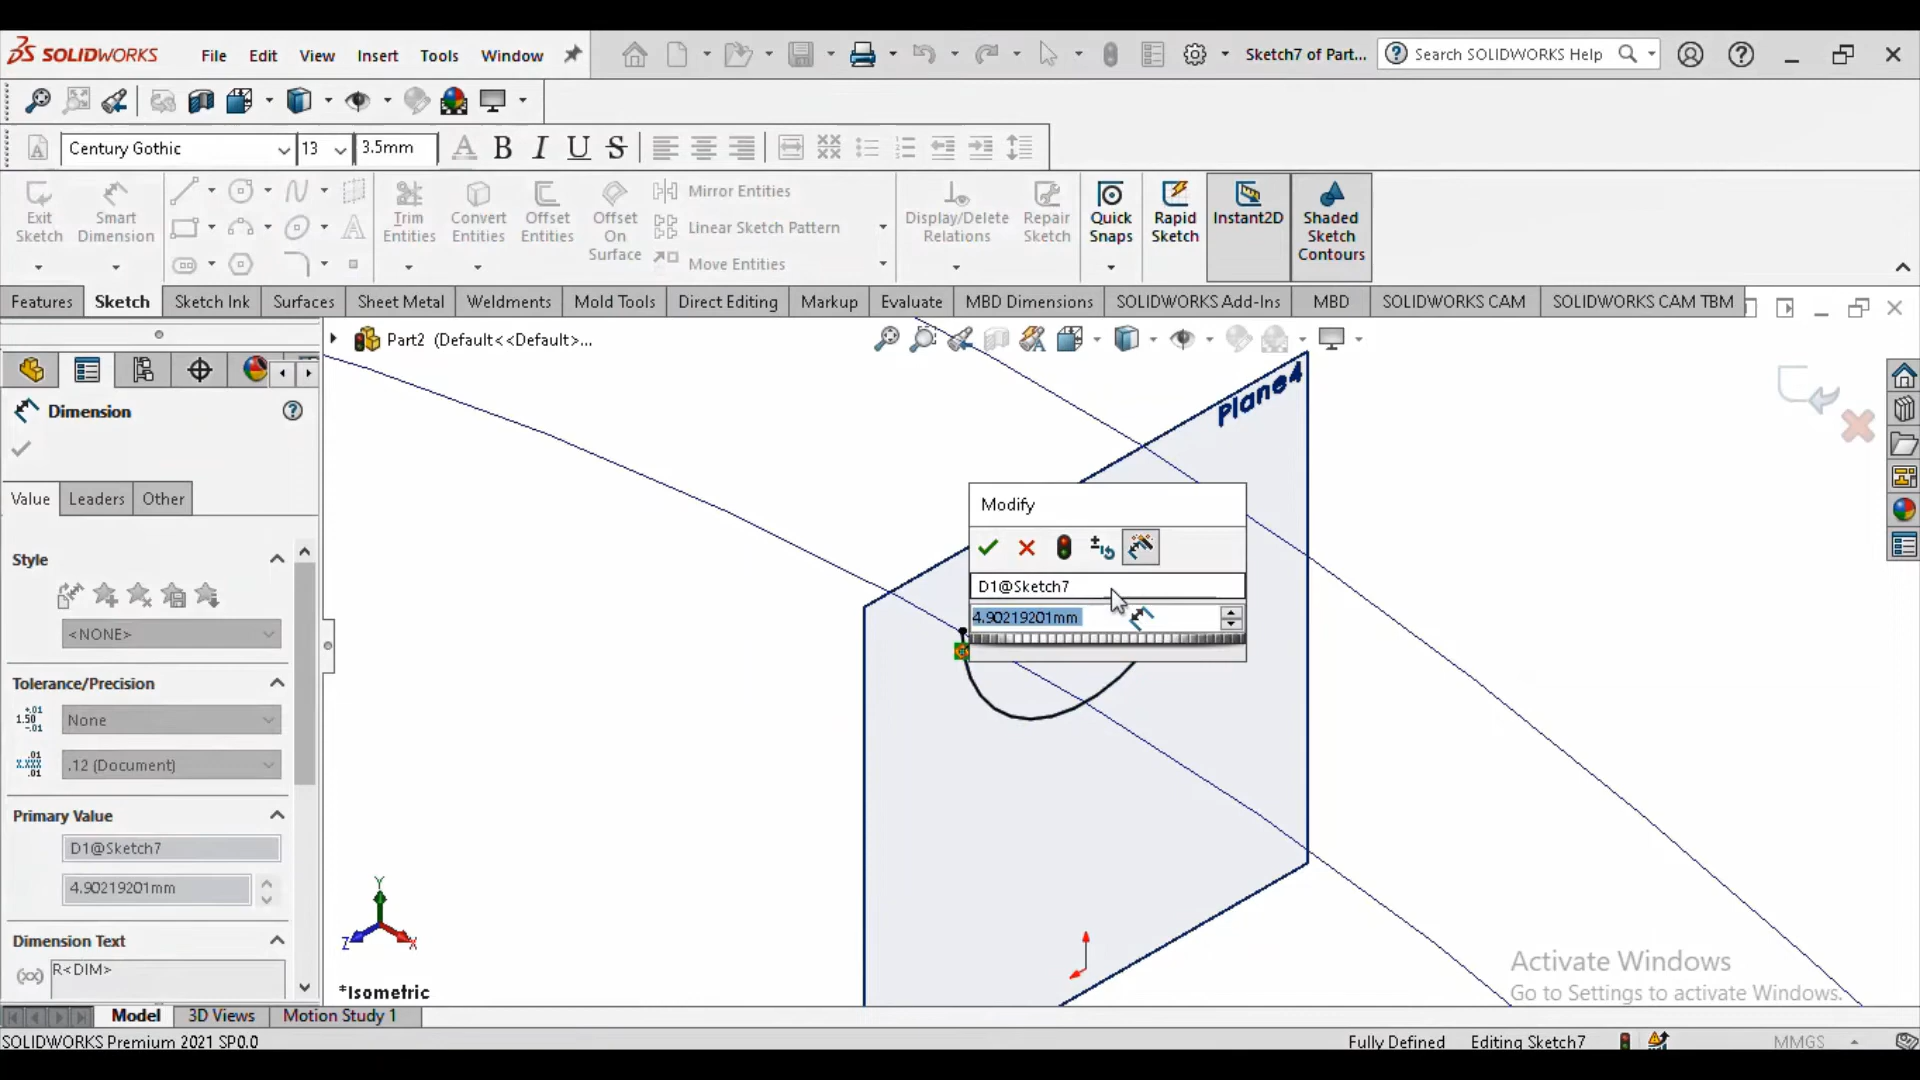 SOLIDWORKS File Edit View Insert Tools Window Sketch7 of Part... Search SOLIDWORKS Help
Century Gothic 13 3.5mm A B I U S
Exit Sketch Smart Dimension Trim Entities Convert Entities Offset Entities Offset On Surface Mirror Entities Linear Sketch Pattern Move Entities Display/Delete Relations Repair Sketch Quick Snaps Rapid Sketch Instant2D Shaded Sketch Contours
Features Sketch Sketch Ink Surfaces Sheet Metal Weldments Mold Tools Direct Editing Markup Evaluate MBD Dimensions SOLIDWORKS Add-Ins MBD SOLIDWORKS CAM SOLIDWORKS CAM TBM
Part2 (Default<<Default>...
Plane4
Dimension
Value Leaders Other
Style
<NONE>
Tolerance/Precision
None
.12 (Document)
Primary Value
D1@Sketch7
4.90219201mm
Dimension Text
R<DIM>
Modify
D1@Sketch7
4.90219201mm
Y
Z X
*Isometric
Activate Windows
Go to Settings to activate Windows.
Model 3D Views Motion Study 1
SOLIDWORKS Premium 2021 SP0.0 Fully Defined Editing Sketch7 MMGS